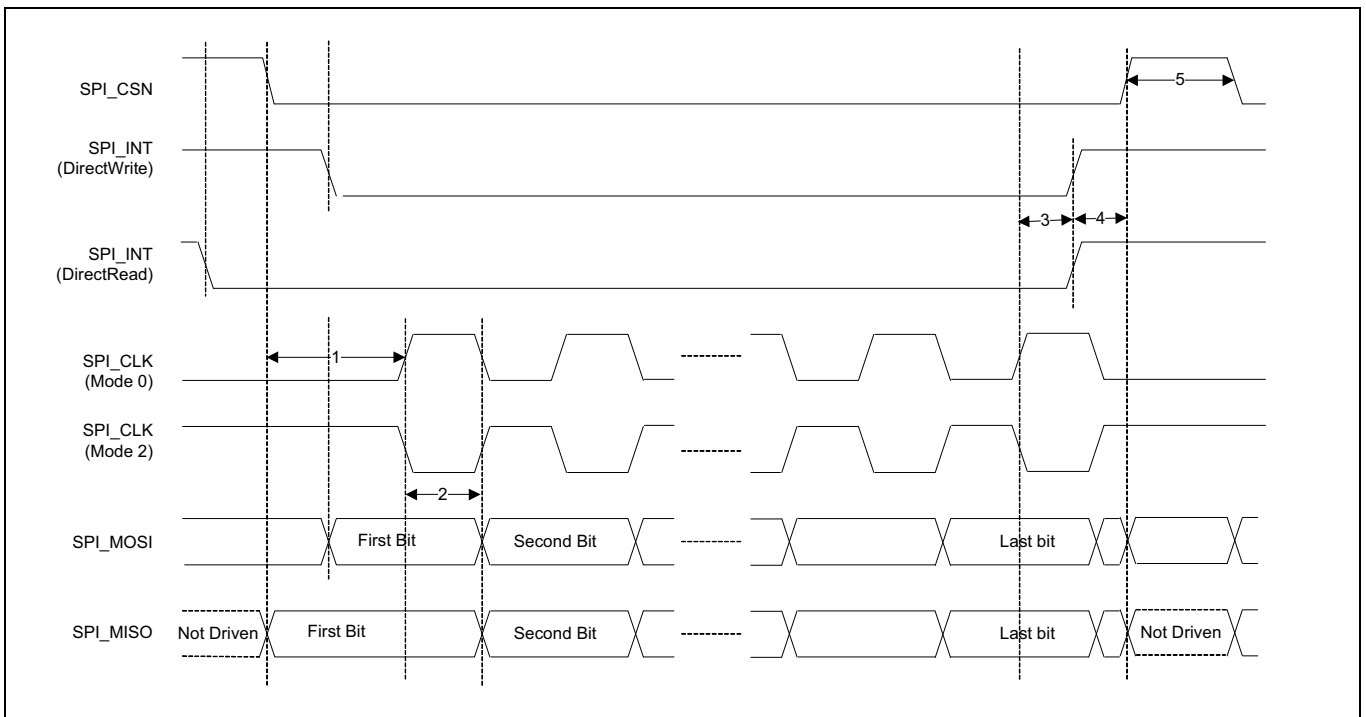 SPI_CSN
5
SPI_INT
(DirectWrite)
3
4
SPI_INT
(DirectRead)
1
SPI_CLK
(Mode 0)
SPI_CLK
(Mode 2)
2
SPI_MOSI
First Bit
Second Bit
Last bit
SPI_MISO
Not Driven
First Bit
Second Bit
Last bit
Not Driven